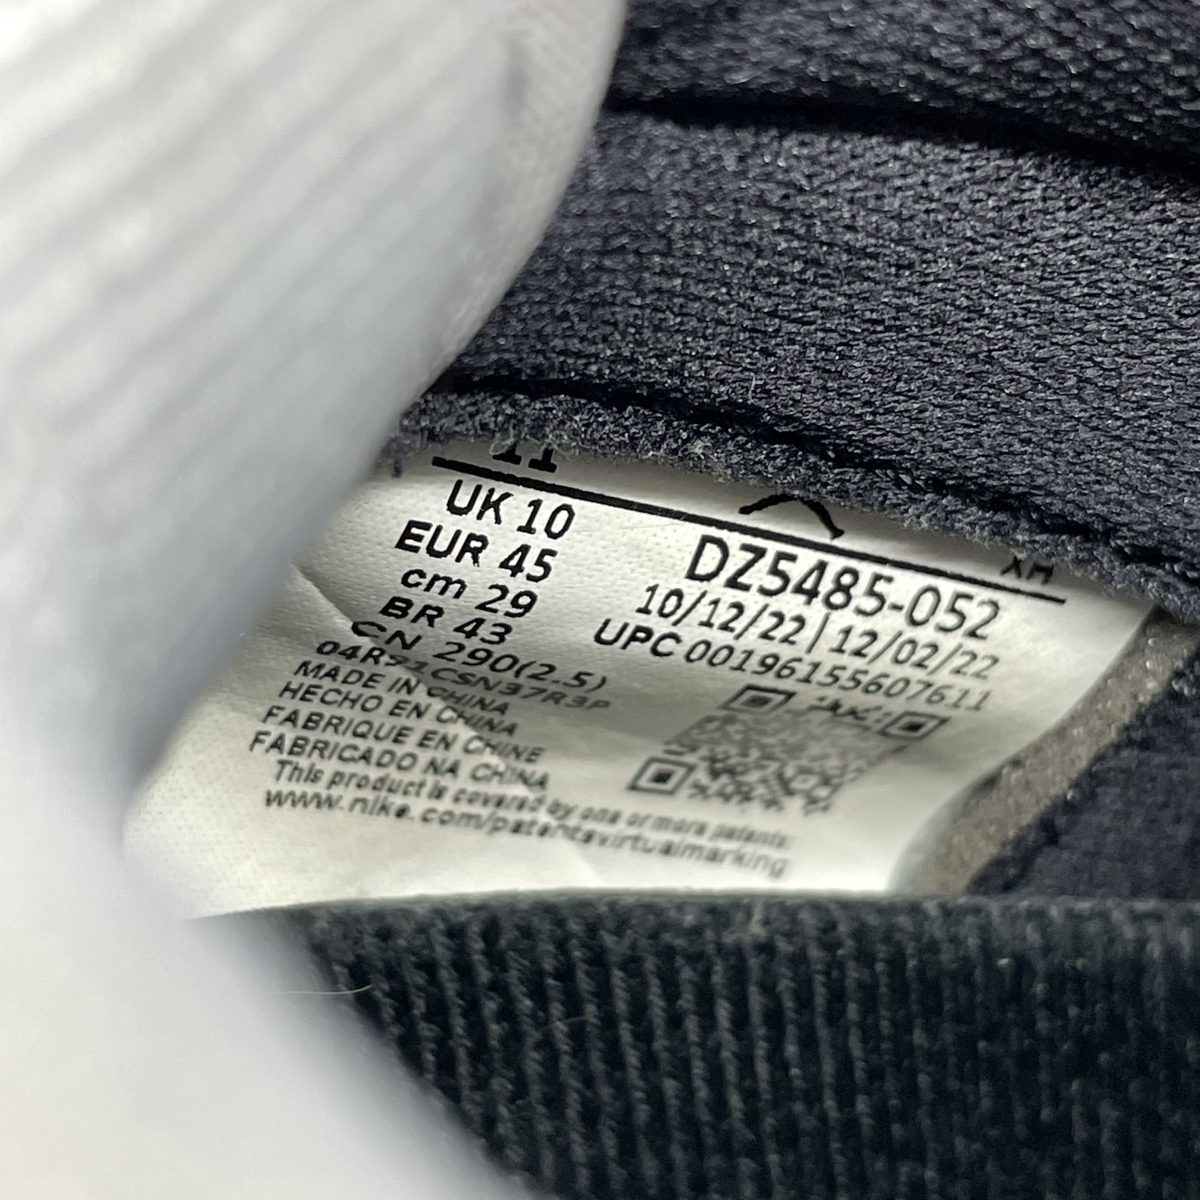 11
UK 10
EUR 45
cm 29
BR 43
CN 290(2.5)
XH
DZ5485-052
10/12/22 | 12/02/22
UPC 00196155607611
MADE IN CHINA
HECHO EN CHINA
FABRIQUE EN CHINE
FABRICADO NA CHINA
This product is covered by one or more patents:
www.nike.com/patentsvirtualmarking